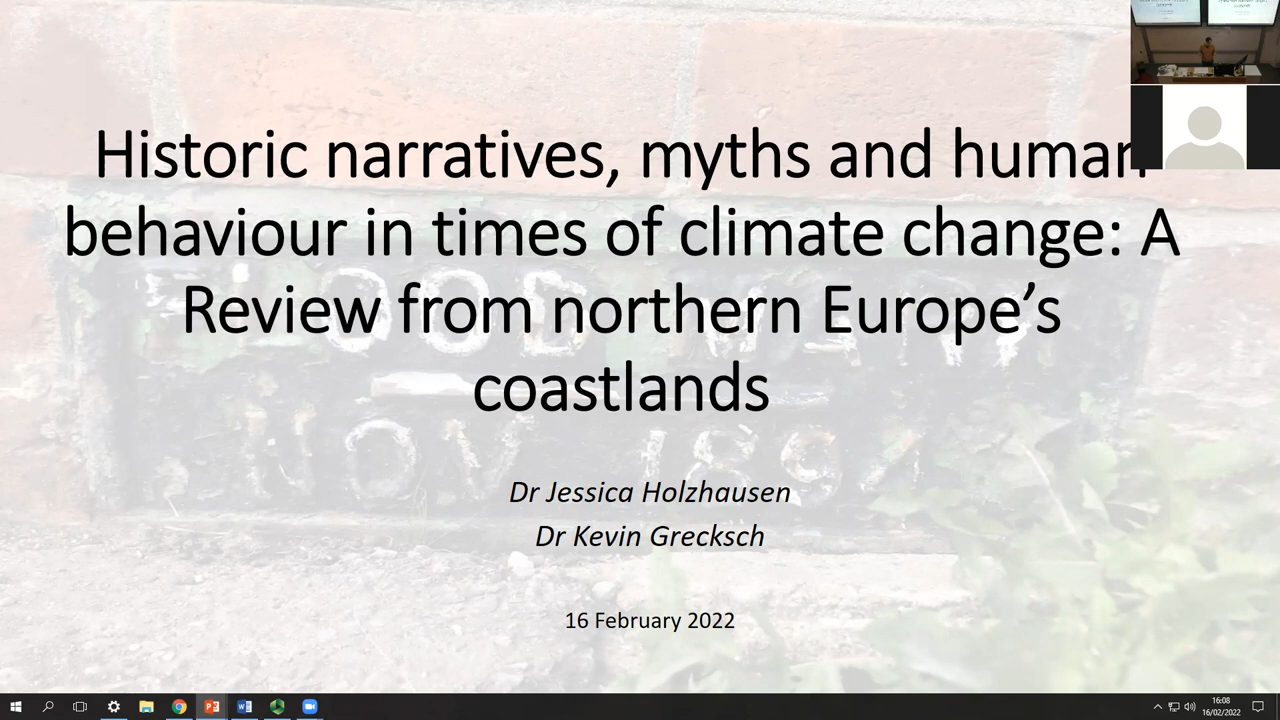 Historic narratives, myths and human
behaviour in times of climate change: A
Review from northern Europe’s
coastlands
Dr Jessica Holzhausen
Dr Kevin Grecksch
16 February 2022
16:08
16/02/2022